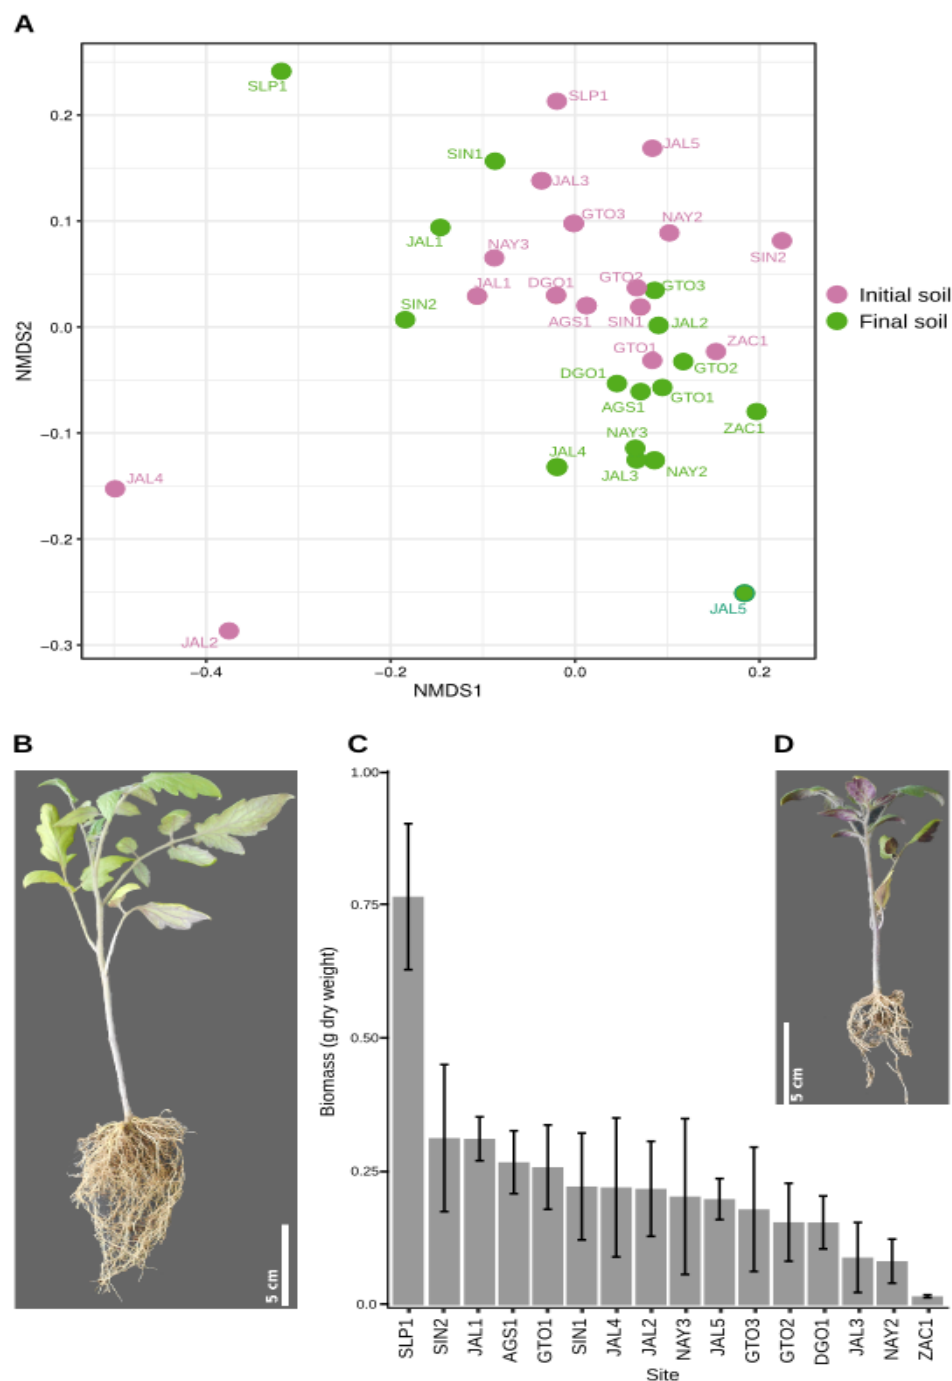 A
SLP1
SLP1
JAL5
SIN1
JAL3
GTO3
NAY2
JAL1
NAY3
SIN2
JAL1
DGO1
GTO2
GTO3
SIN2
AGS1
SIN1
JAL2
GTO1
ZAC1
DGO1
GTO2
AGS1
GTO1
ZAC1
NAY3
JAL4
JAL3
NAY2
JAL4
JAL5
JAL2
0.2
0.1
0.0
−0.1
−0.2
−0.3
NMDS2
−0.4
−0.2
0.0
0.2
NMDS1
Initial soil
Final soil
B
5 cm
C
1.00
0.75
0.50
0.25
0.0
Biomass (g dry weight)
SLP1
SIN2
JAL1
AGS1
GTO1
SIN1
JAL4
JAL2
NAY3
JAL5
GTO3
GTO2
DGO1
JAL3
NAY2
ZAC1
Site
D
5 cm